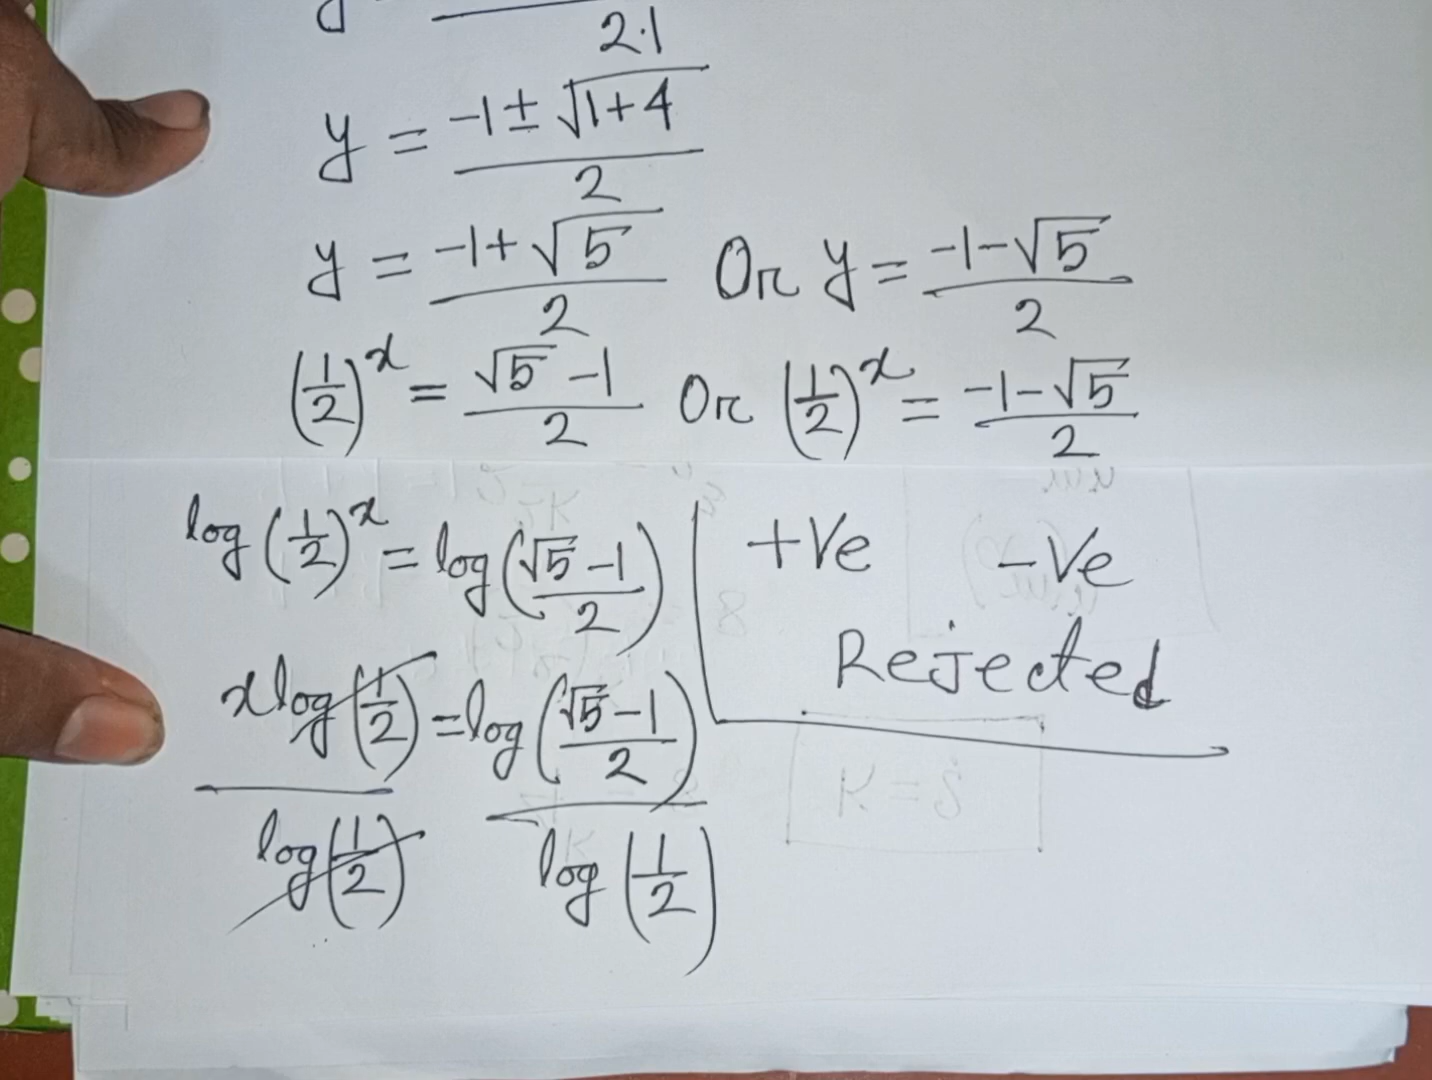 2·1
y = (-1 ± √(1+4))/2
y = (-1+√5)/2 Or y = (-1-√5)/2
(1/2)^x = (√5-1)/2 Or (1/2)^x = (-1-√5)/2
log(1/2)^x = log((√5-1)/2)
+Ve -Ve
Rejected
xlog(1/2)/log(1/2) = log((√5-1)/2)/log(1/2)